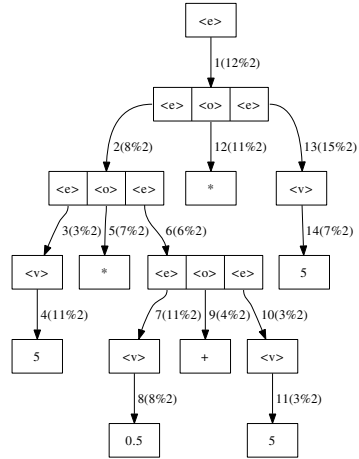 <e>
1(12%2)
<e> <o> <e>
2(8%2) 12(11%2) 13(15%2)
<e> <o> <e> * <v>
3(3%2) 5(7%2) 6(6%2) 14(7%2)
<v> * <e> <o> <e> 5
4(11%2) 7(11%2) 9(4%2) 10(3%2)
5 <v> + <v>
8(8%2) 11(3%2)
0.5 5